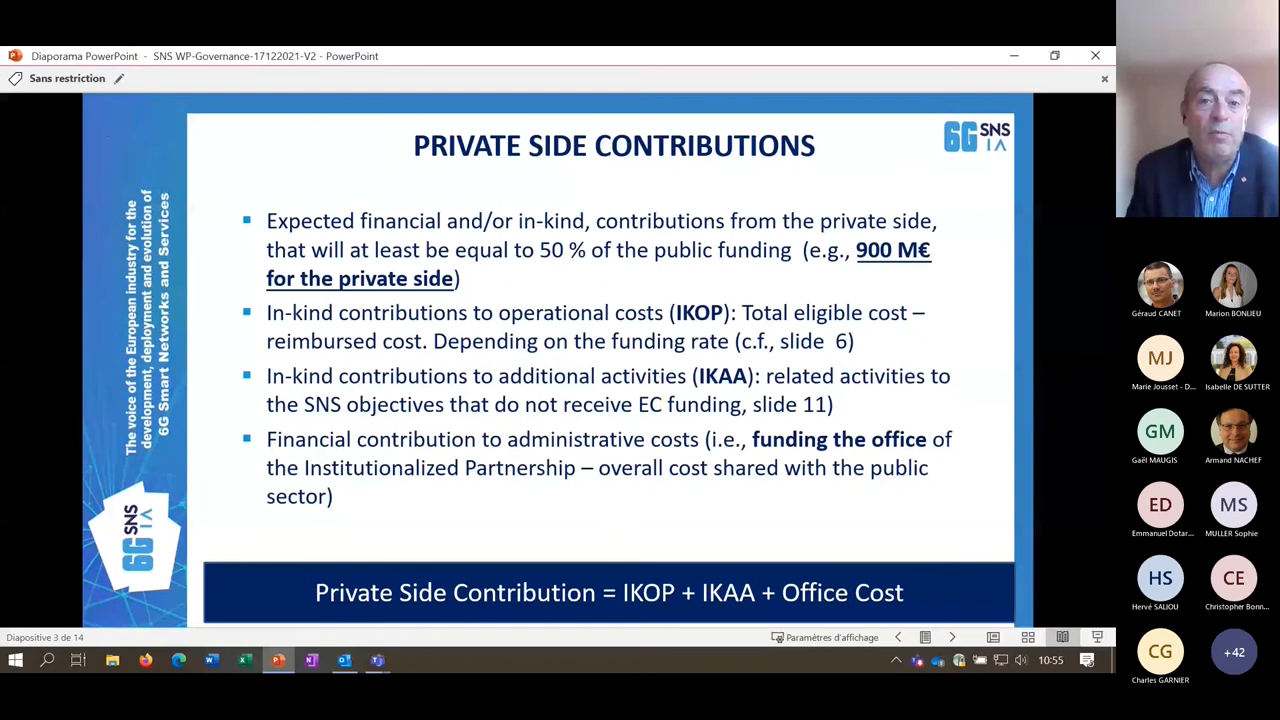 Diaporama PowerPoint - SNS WP-Governance-17122021-V2 - PowerPoint
Sans restriction
PRIVATE SIDE CONTRIBUTIONS
6G SNS
IA
The voice of the European industry for the
development, deployment and evolution of
6G Smart Networks and Services
6G SNS
IA
Expected financial and/or in-kind, contributions from the private side,
that will at least be equal to 50 % of the public funding (e.g., 900 M€
for the private side)
In-kind contributions to operational costs (IKOP): Total eligible cost –
reimbursed cost. Depending on the funding rate (c.f., slide 6)
In-kind contributions to additional activities (IKAA): related activities to
the SNS objectives that do not receive EC funding, slide 11)
Financial contribution to administrative costs (i.e., funding the office of
the Institutionalized Partnership – overall cost shared with the public
sector)
Private Side Contribution = IKOP + IKAA + Office Cost
Diapositive 3 de 14
Paramètres d'affichage
10:55
Géraud CANET
Marion BONLIEU
MJ
Marie Jousset - D...
Isabelle DE SUTTER
GM
Gaël MAUGIS
Armand NACHEF
ED
Emmanuel Dotar...
MS
MULLER Sophie
HS
Hervé SALIOU
CE
Christopher Bonn...
CG
Charles GARNIER
+42